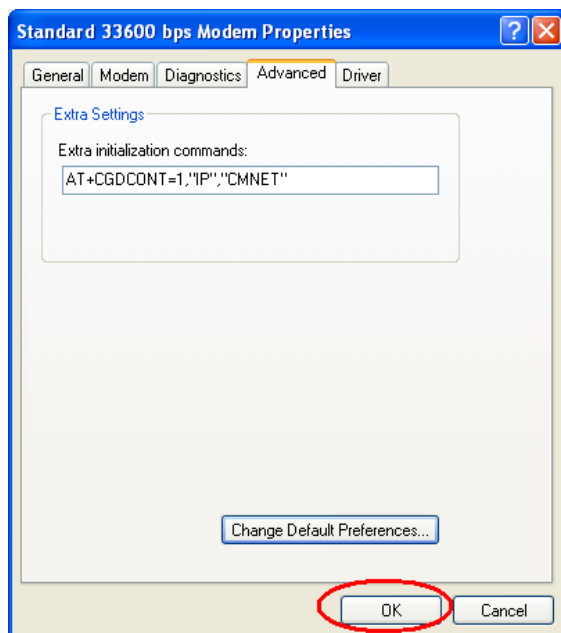 Standard 33600 bps Modem Properties
General Modem Diagnostics Advanced Driver
Extra Settings
Extra initialization commands:
AT+CGDCONT=1,"IP","CMNET"
Change Default Preferences...
OK Cancel